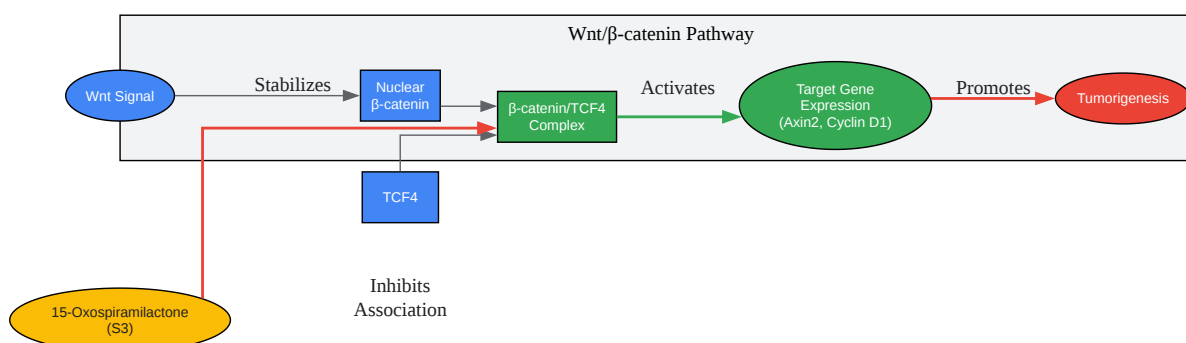 Wnt/β-catenin Pathway
Wnt Signal
Stabilizes
Nuclear
β-catenin
β-catenin/TCF4
Complex
Activates
Target Gene
Expression
(Axin2, Cyclin D1)
Promotes
Tumorigenesis
TCF4
Inhibits
Association
15-Oxospiramilactone
(S3)